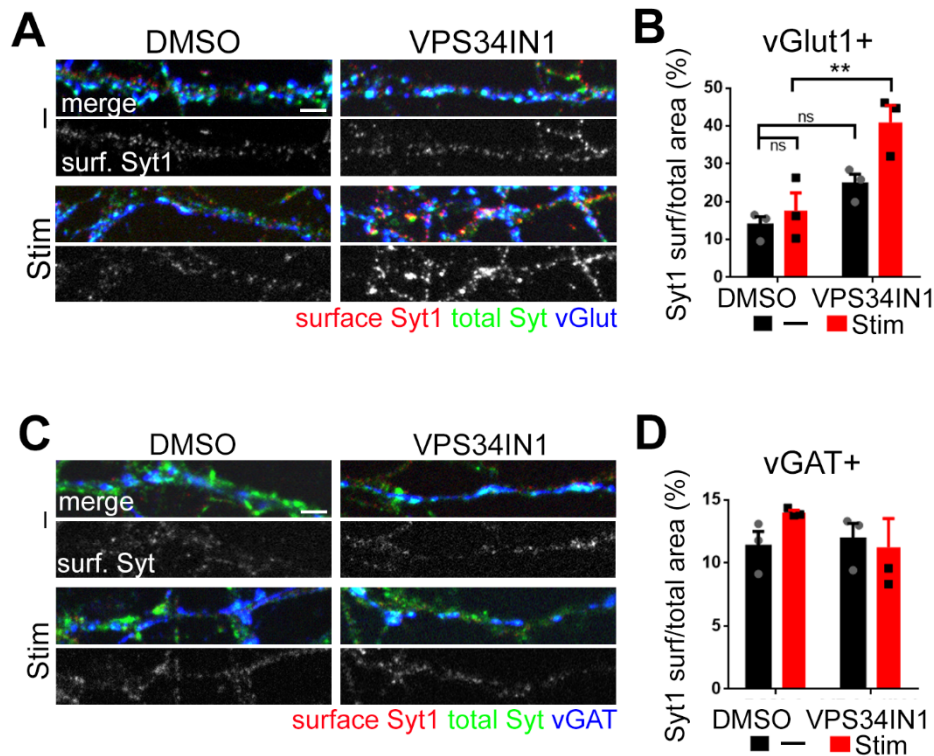 A
DMSO VPS34IN1
merge
surf. Syt1
–
Stim
surface Syt1 total Syt vGlut
B
vGlut1+
Syt1 surf/total area (%)
50
40
30
20
10
0
**
ns
ns
DMSO VPS34IN1
– Stim
C
DMSO VPS34IN1
merge
surf. Syt
–
Stim
surface Syt1 total Syt vGAT
D
vGAT+
Syt1 surf/total area (%)
15
10
5
0
DMSO VPS34IN1
– Stim